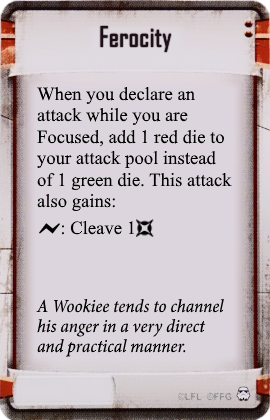 Ferocity
When you declare an
attack while you are
Focused, add 1 red die to
your attack pool instead
of 1 green die. This attack
also gains:
: Cleave 1
A Wookiee tends to channel
his anger in a very direct
and practical manner.
©LFL ©FFG